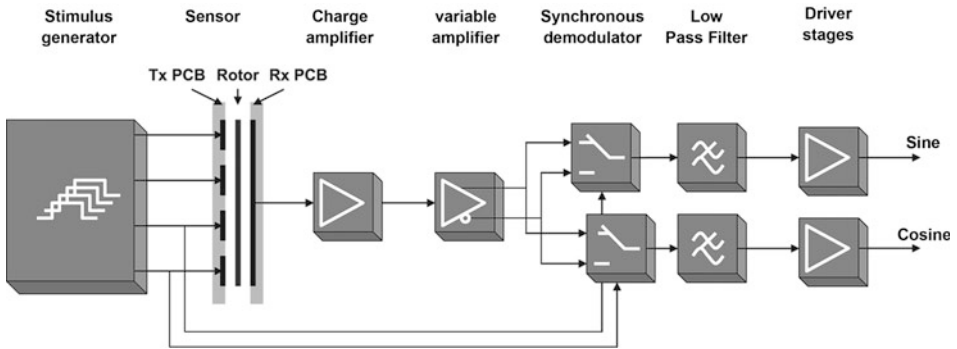 Stimulus generator
Sensor
Charge amplifier
variable amplifier
Synchronous demodulator
Low Pass Filter
Driver stages
Tx PCB
Rotor
Rx PCB
Sine
Cosine